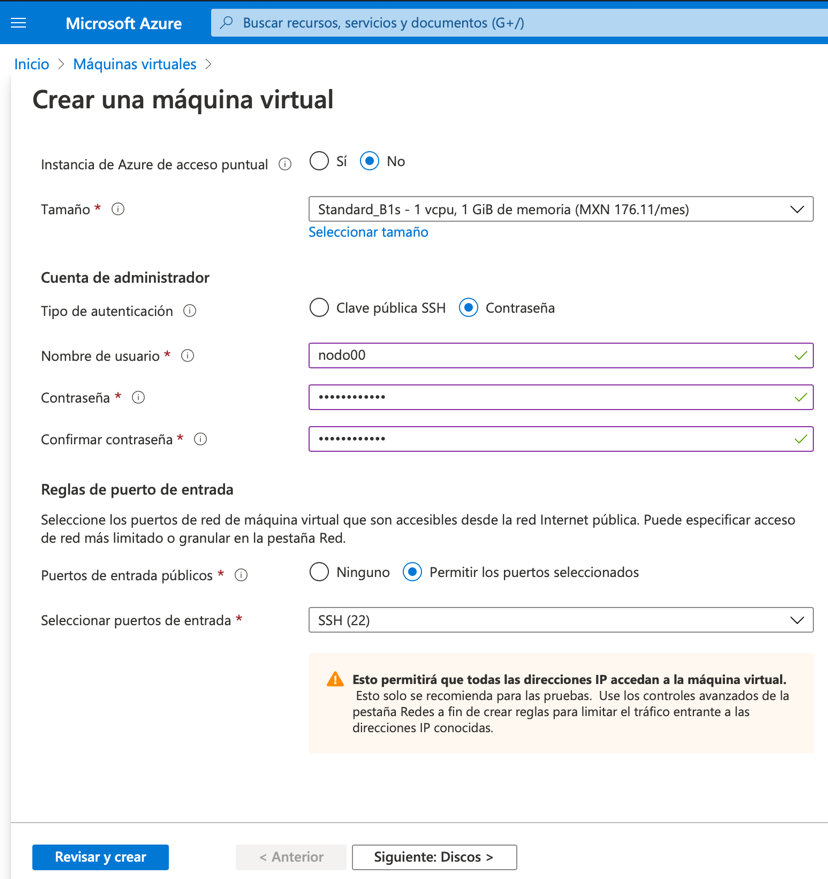 Microsoft Azure
Buscar recursos, servicios y documentos (G+/)
Inicio > Máquinas virtuales >
Crear una máquina virtual
Instancia de Azure de acceso puntual
Sí
No
Tamaño *
Standard_B1s - 1 vcpu, 1 GiB de memoria (MXN 176.11/mes)
Seleccionar tamaño
Cuenta de administrador
Tipo de autenticación
Clave pública SSH
Contraseña
Nombre de usuario *
nodo00
Contraseña *
••••••••••••
Confirmar contraseña *
••••••••••••
Reglas de puerto de entrada
Seleccione los puertos de red de máquina virtual que son accesibles desde la red Internet pública. Puede especificar acceso
de red más limitado o granular en la pestaña Red.
Puertos de entrada públicos *
Ninguno
Permitir los puertos seleccionados
Seleccionar puertos de entrada *
SSH (22)
Esto permitirá que todas las direcciones IP accedan a la máquina virtual.
Esto solo se recomienda para las pruebas. Use los controles avanzados de la
pestaña Redes a fin de crear reglas para limitar el tráfico entrante a las
direcciones IP conocidas.
Revisar y crear
< Anterior
Siguiente: Discos >